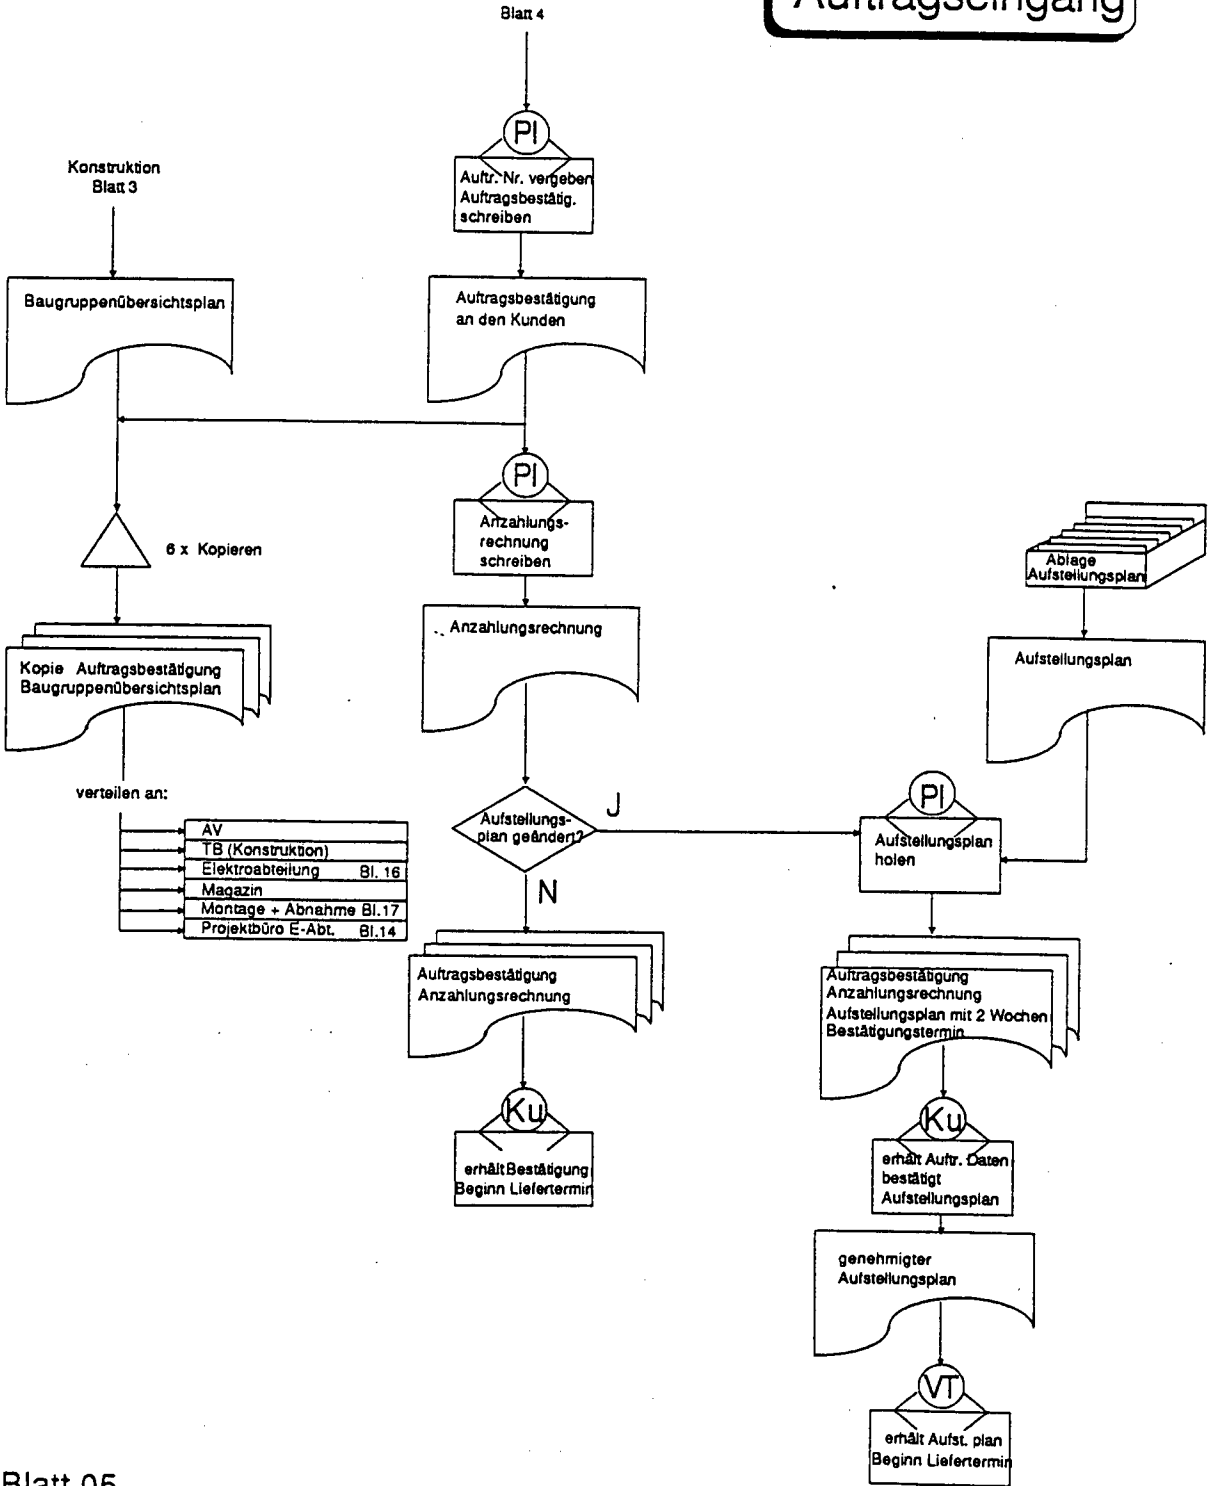 Blatt 4
Auftragseingang
PI
Auftr. Nr. vergeben
Auftragsbestätig.
schreiben
Konstruktion
Blatt 3
Baugruppenübersichtsplan
Auftragsbestätigung
an den Kunden
PI
Anzahlungs-
rechnung
schreiben
6 x Kopieren
Ablage
Aufstellungsplan
Anzahlungsrechnung
Aufstellungsplan
Kopie Auftragsbestätigung
Baugruppenübersichtsplan
verteilen an:
AV
TB (Konstruktion)
Elektroabteilung Bl. 16
Magazin
Montage + Abnahme Bl.17
Projektbüro E-Abt. Bl.14
Aufstellungs-
plan geändert?
J
N
PI
Aufstellungsplan
holen
Auftragsbestätigung
Anzahlungsrechnung
Auftragsbestätigung
Anzahlungsrechnung
Aufstellungsplan mit 2 Wochen
Bestätigungstermin
Ku
erhält Bestätigung
Beginn Liefertermin
Ku
erhält Auftr. Daten
bestätigt
Aufstellungsplan
genehmigter
Aufstellungsplan
VT
erhält Aufst. plan
Beginn Liefertermin
Blatt 05